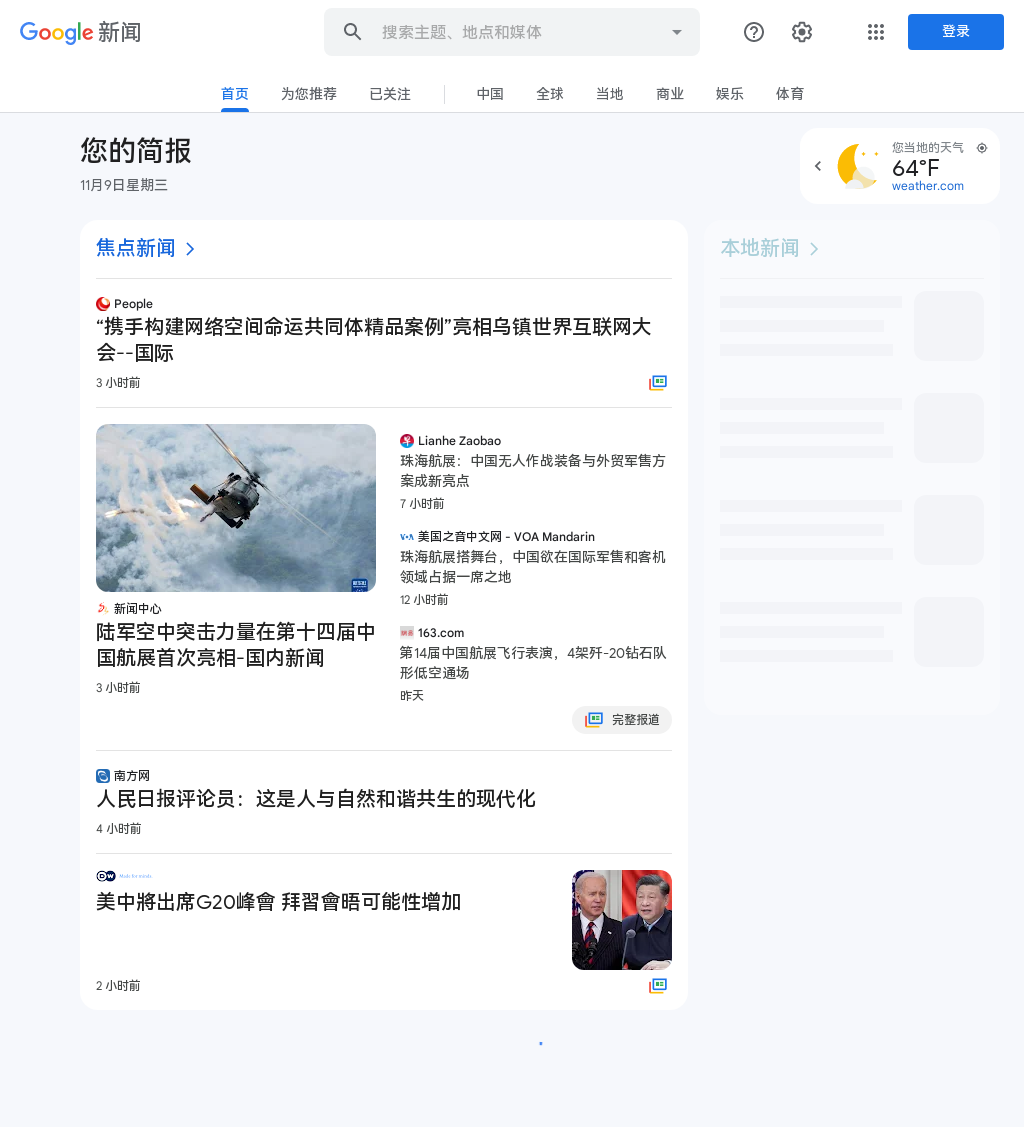 Google 新闻
搜索主题、地点和媒体
登录
首页
为您推荐
已关注
中国
全球
当地
商业
娱乐
体育
您的简报
11月9日星期三
您当地的天气
64°F
weather.com
焦点新闻
本地新闻
People
“携手构建网络空间命运共同体精品案例”亮相乌镇世界互联网大
会--国际
3 小时前
新闻中心
陆军空中突击力量在第十四届中
国航展首次亮相-国内新闻
3 小时前
Lianhe Zaobao
珠海航展：中国无人作战装备与外贸军售方
案成新亮点
7 小时前
VOA
美国之音中文网 - VOA Mandarin
珠海航展搭舞台，中国欲在国际军售和客机
领域占据一席之地
12 小时前
163.com
第14届中国航展飞行表演，4架歼-20钻石队
形低空通场
昨天
完整报道
南方网
人民日报评论员：这是人与自然和谐共生的现代化
4 小时前
DW Made for minds
美中將出席G20峰會 拜習會晤可能性增加
2 小时前